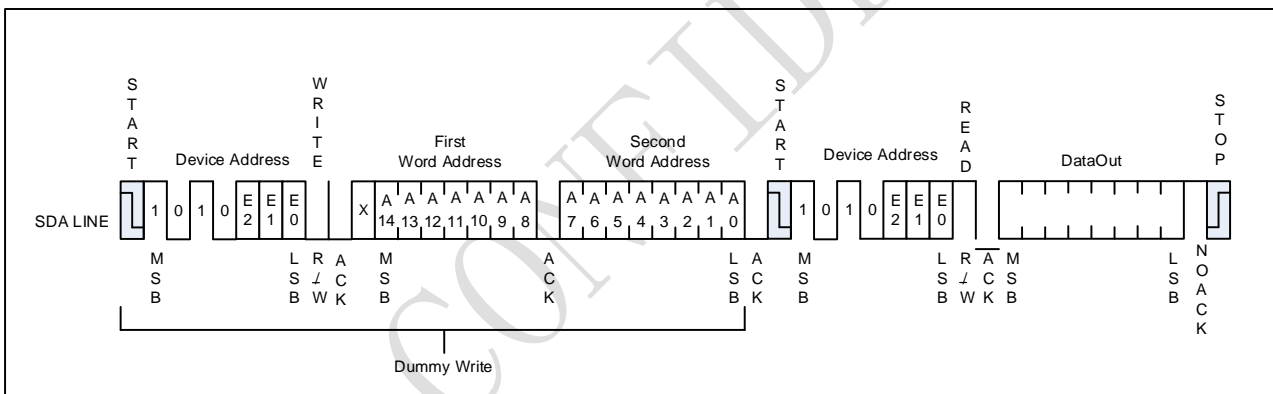 CONFIDE
START
WRITE
START
READ
STOP
Device Address
First
Word Address
Second
Word Address
Device Address
DataOut
SDA LINE
1 0 1 0 E2 E1 E0
X A14 A13 A12 A11 A10 A9 A8
A7 A6 A5 A4 A3 A2 A1 A0
1 0 1 0 E2 E1 E0
MSB
LSB
R/W
ACK
MSB
ACK
LSB
ACK
MSB
LSB
R/W
ACK
MSB
LSB
NOACK
Dummy Write